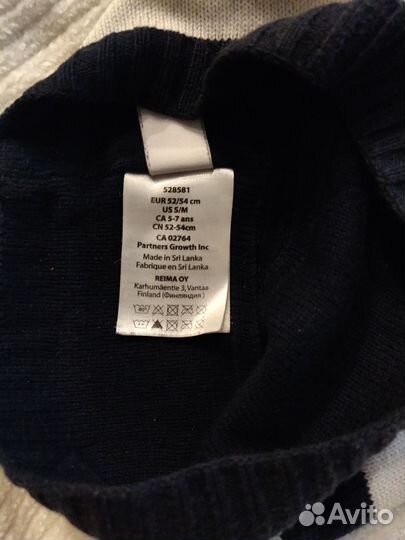 528581
EUR 52/54 cm
US S/M
CA 5-7 ans
CN 52-54cm
CA 02764
Partners Growth Inc
Made in Sri Lanka
Fabrique en Sri Lanka
REIMA OY
Karhumäentie 3, Vantaa
Finland (Финляндия)
Avito